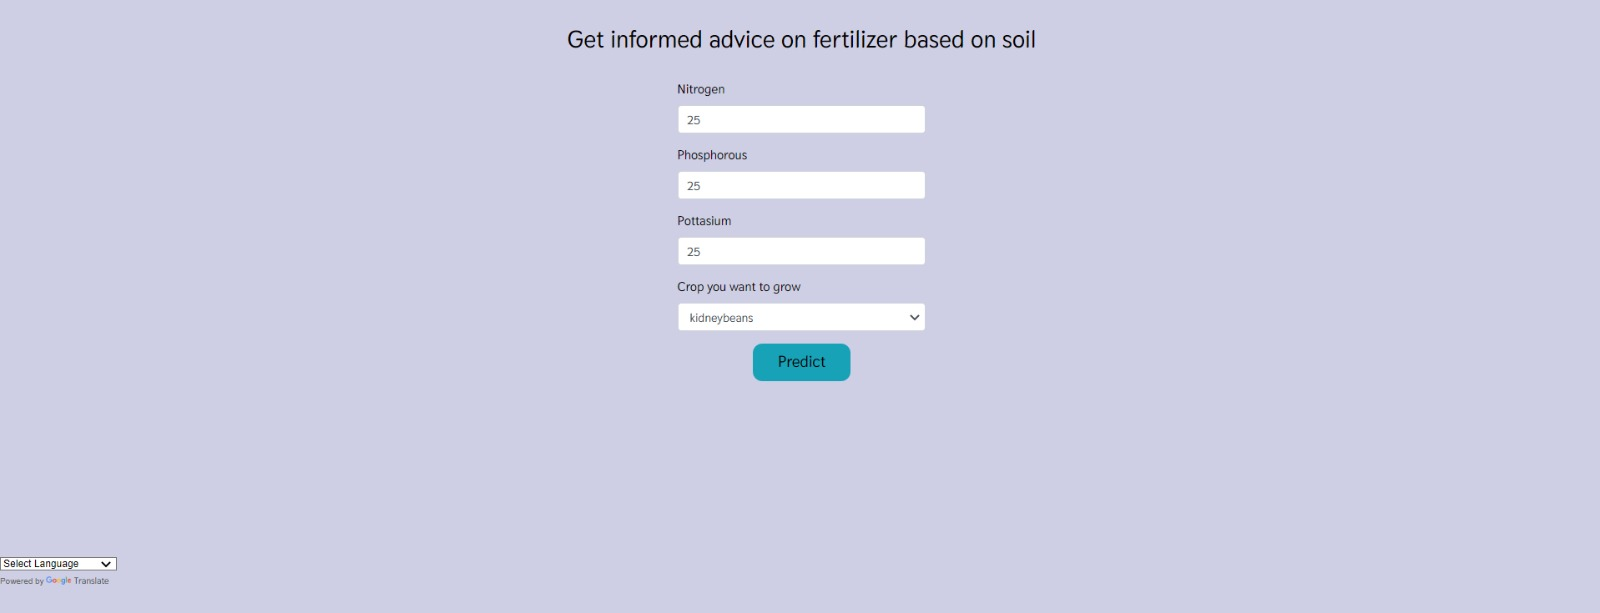 Get informed advice on fertilizer based on soil
Nitrogen
25
Phosphorous
25
Pottasium
25
Crop you want to grow
kidneybeans
Predict
Select Language
Powered by Google Translate